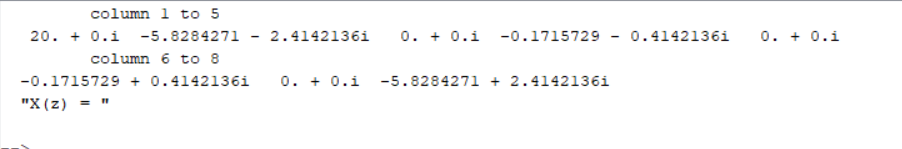 column 1 to 5
20. + 0.i -5.8284271 - 2.4142136i 0. + 0.i -0.1715729 - 0.4142136i 0. + 0.i
column 6 to 8
-0.1715729 + 0.4142136i 0. + 0.i -5.8284271 + 2.4142136i
"X(z) = "
-->